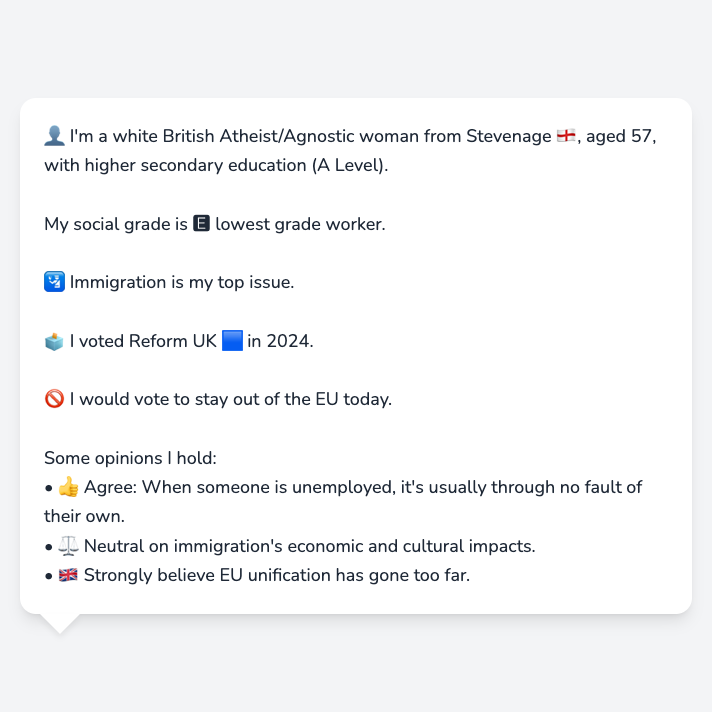 👤 I'm a white British Atheist/Agnostic woman from Stevenage 🏴󠁧󠁢󠁥󠁮󠁧󠁿, aged 57,
with higher secondary education (A Level).
My social grade is 🅴 lowest grade worker.
🛂 Immigration is my top issue.
🗳️ I voted Reform UK 🟦 in 2024.
🚫 I would vote to stay out of the EU today.
Some opinions I hold:
• 👍 Agree: When someone is unemployed, it's usually through no fault of
their own.
• ⚖️ Neutral on immigration's economic and cultural impacts.
• 🇬🇧 Strongly believe EU unification has gone too far.